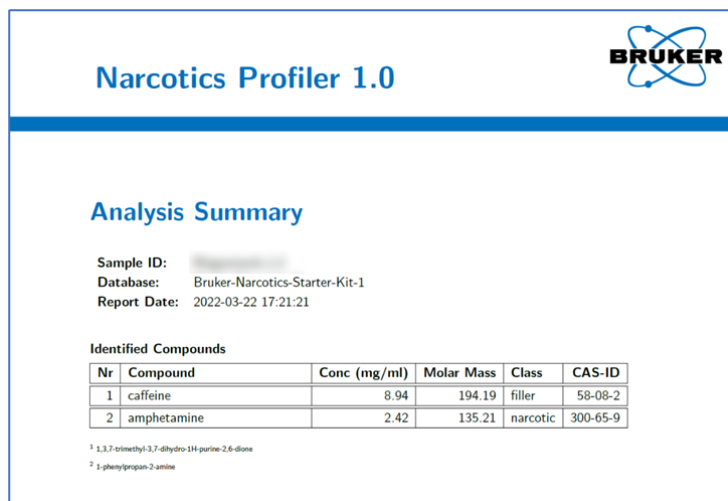 BRUKER
Narcotics Profiler 1.0
Analysis Summary
Sample ID:
Database: Bruker-Narcotics-Starter-Kit-1
Report Date: 2022-03-22 17:21:21
Identified Compounds
Nr Compound Conc (mg/ml) Molar Mass Class CAS-ID
1 caffeine 8.94 194.19 filler 58-08-2
2 amphetamine 2.42 135.21 narcotic 300-65-9
1 1,3,7-trimethyl-3,7-dihydro-1H-purine-2,6-dione
2 1-phenylpropan-2-amine